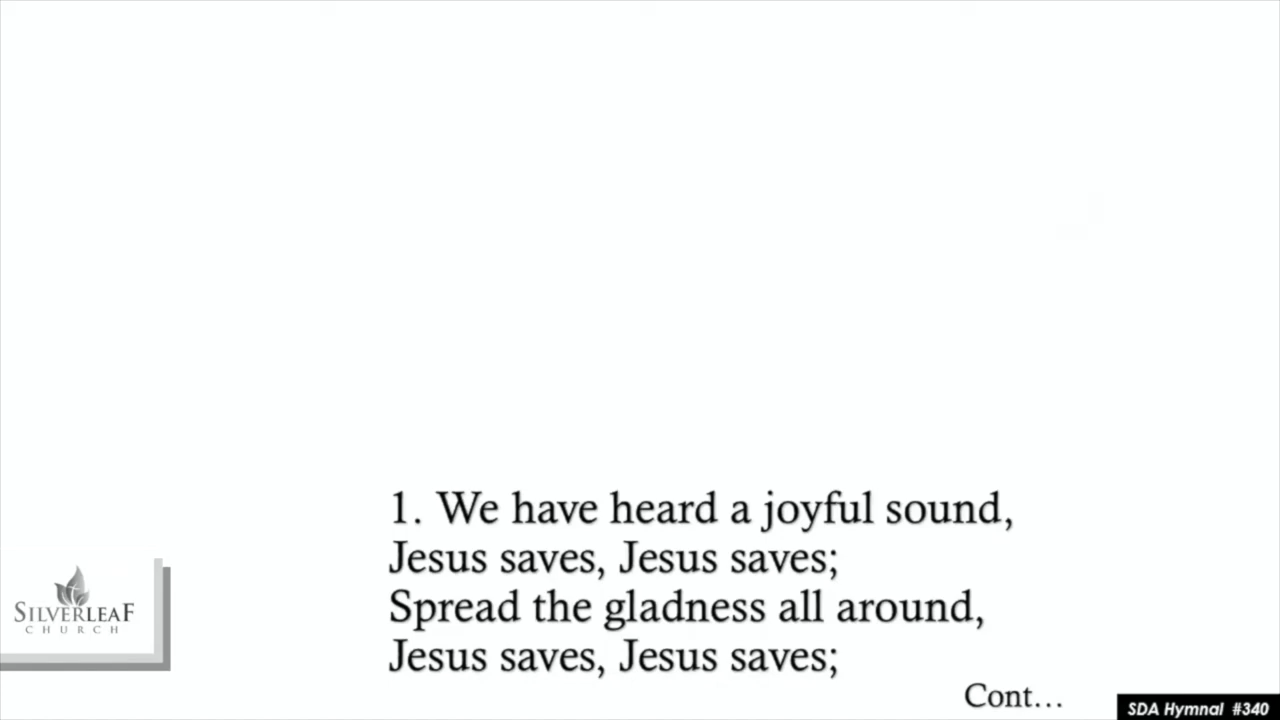 1. We have heard a joyful sound,
Jesus saves, Jesus saves;
Spread the gladness all around,
Jesus saves, Jesus saves;
Cont...
SILVERLEAF
CHURCH
SDA Hymnal #340